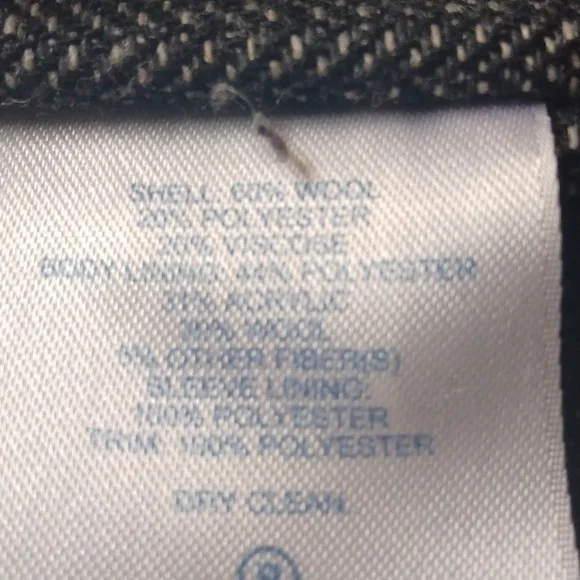 SHELL: 60% WOOL
20% POLYESTER
20% VISCOSE
BODY LINING: 44% POLYESTER
31% ACRYLIC
20% WOOL
5% OTHER FIBER(S)
SLEEVE LINING:
100% POLYESTER
TRIM: 100% POLYESTER
DRY CLEAN.